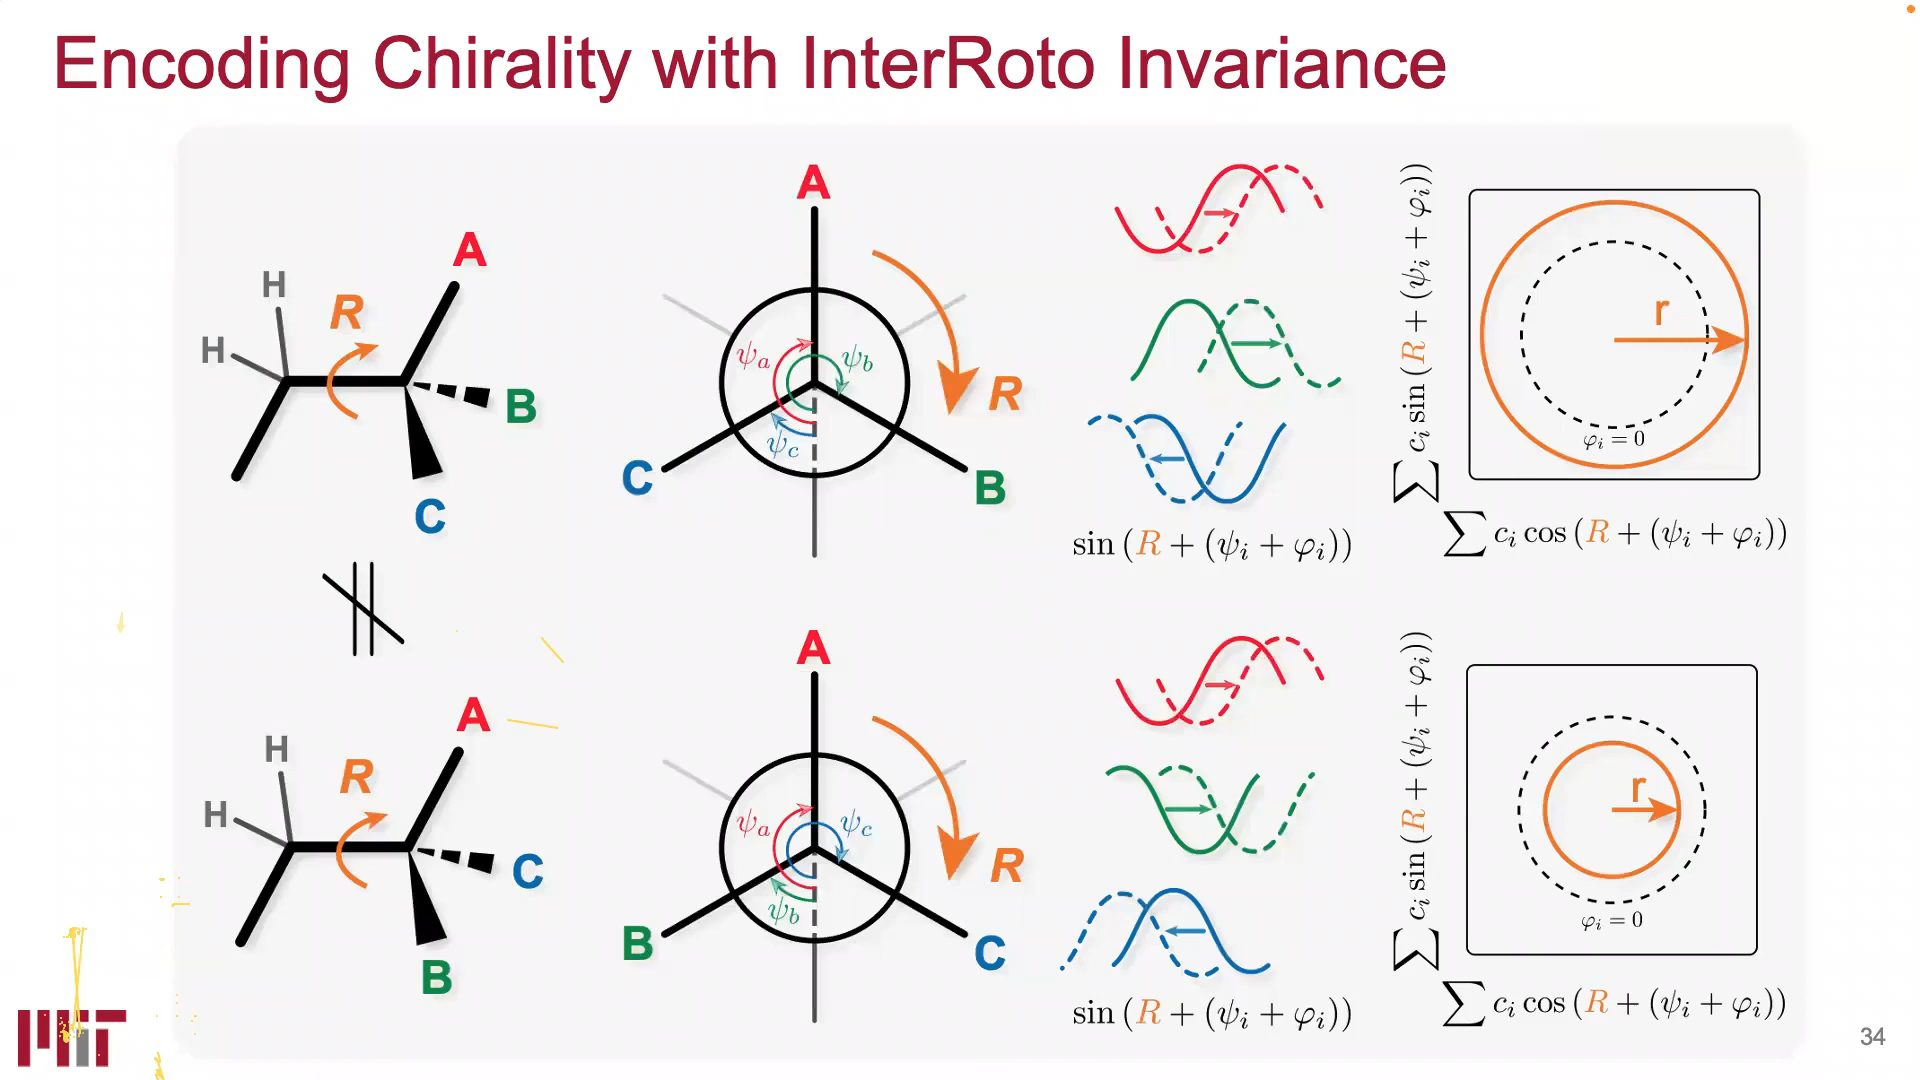 Encoding Chirality with InterRoto Invariance
H
H
R
A
B
C
A
ψa
ψb
ψc
C
B
R
sin (R + (ψi + φi))
∑ ci sin (R + (ψi + φi))
r
φi = 0
∑ ci cos (R + (ψi + φi))
H
H
R
A
C
B
A
ψa
ψc
ψb
B
C
R
sin (R + (ψi + φi))
∑ ci sin (R + (ψi + φi))
r
φi = 0
∑ ci cos (R + (ψi + φi))
MIT
34